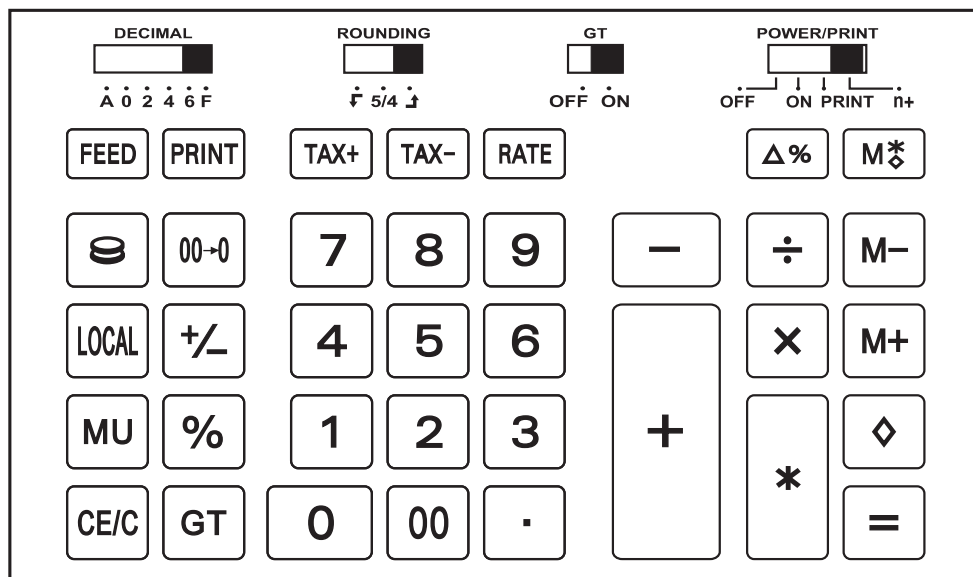 DECIMAL ROUNDING GT POWER/PRINT
A 0 2 4 6 F 5/4 OFF ON OFF ON PRINT n+
FEED PRINT TAX+ TAX− RATE Δ% M*◇
00→0 7 8 9 − ÷ M−
LOCAL +/− 4 5 6 × M+
MU % 1 2 3 + ◇
CE/C GT 0 00 · * =